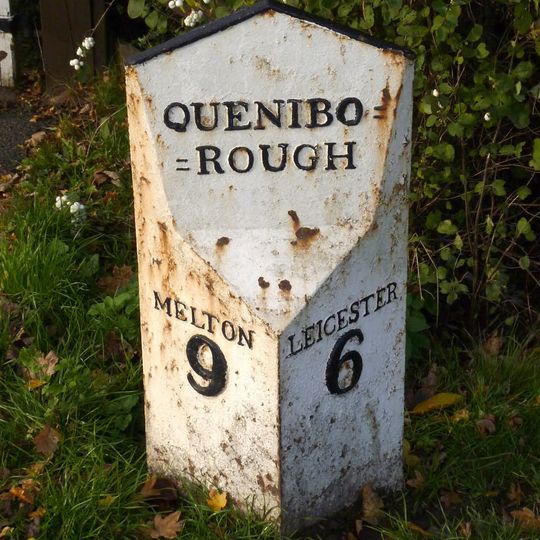 QUENIBO=
=ROUGH
MELTON
9
LEICESTER
6